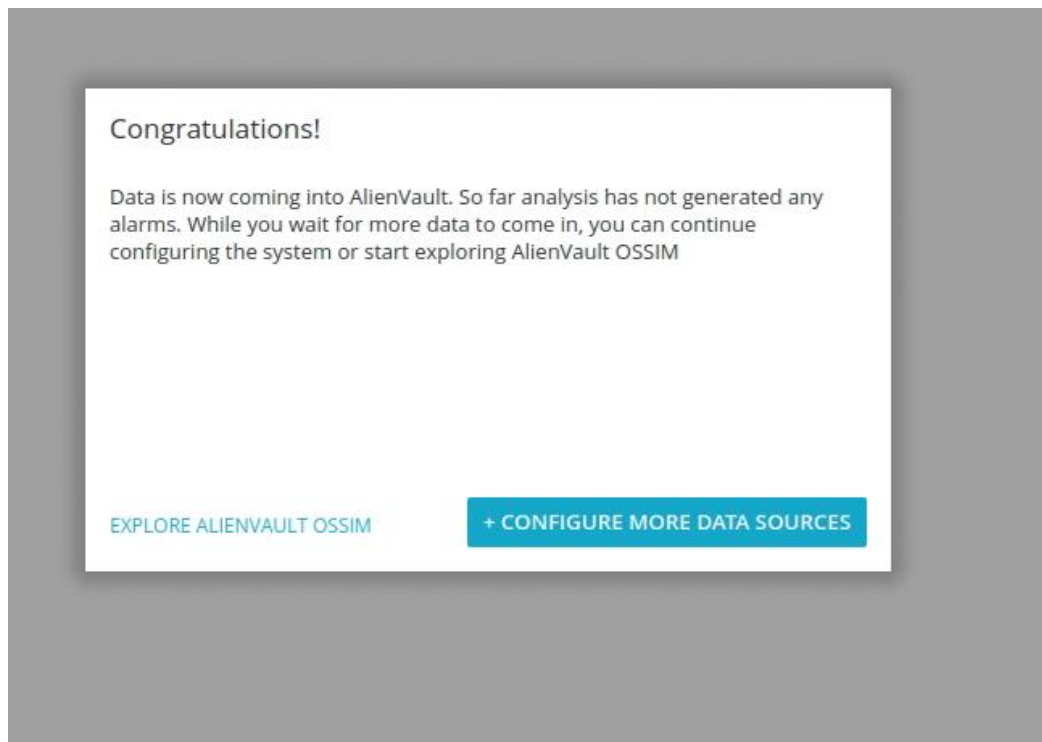 Congratulations!
Data is now coming into AlienVault. So far analysis has not generated any
alarms. While you wait for more data to come in, you can continue
configuring the system or start exploring AlienVault OSSIM
EXPLORE ALIENVAULT OSSIM
+ CONFIGURE MORE DATA SOURCES